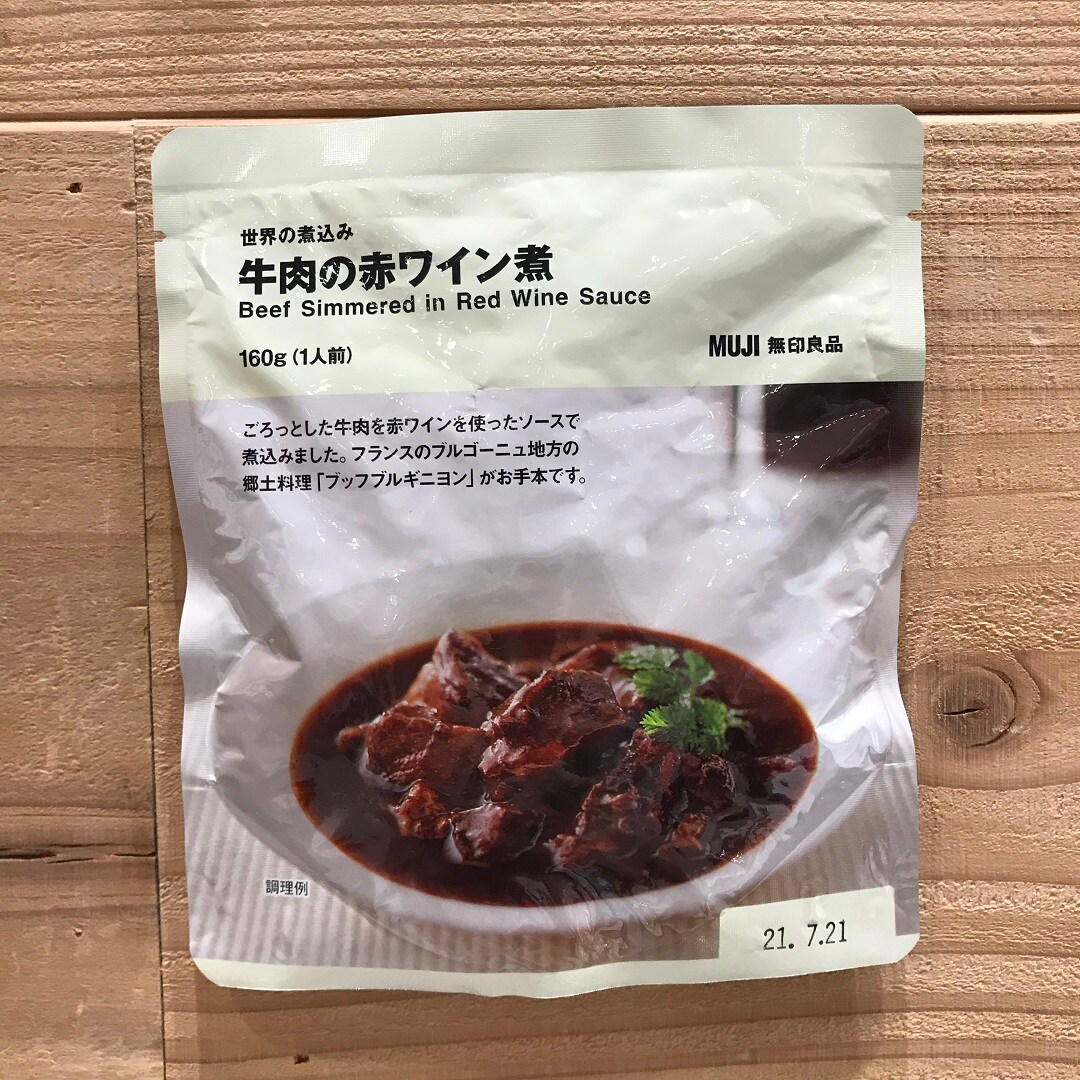 世界の煮込み
牛肉の赤ワイン煮
Beef Simmered in Red Wine Sauce
160g(1人前)
MUJI 無印良品
ごろっとした牛肉を赤ワインを使ったソースで
煮込みました。フランスのブルゴーニュ地方の
郷土料理「ブッフブルギニヨン」がお手本です。
調理例
21. 7.21